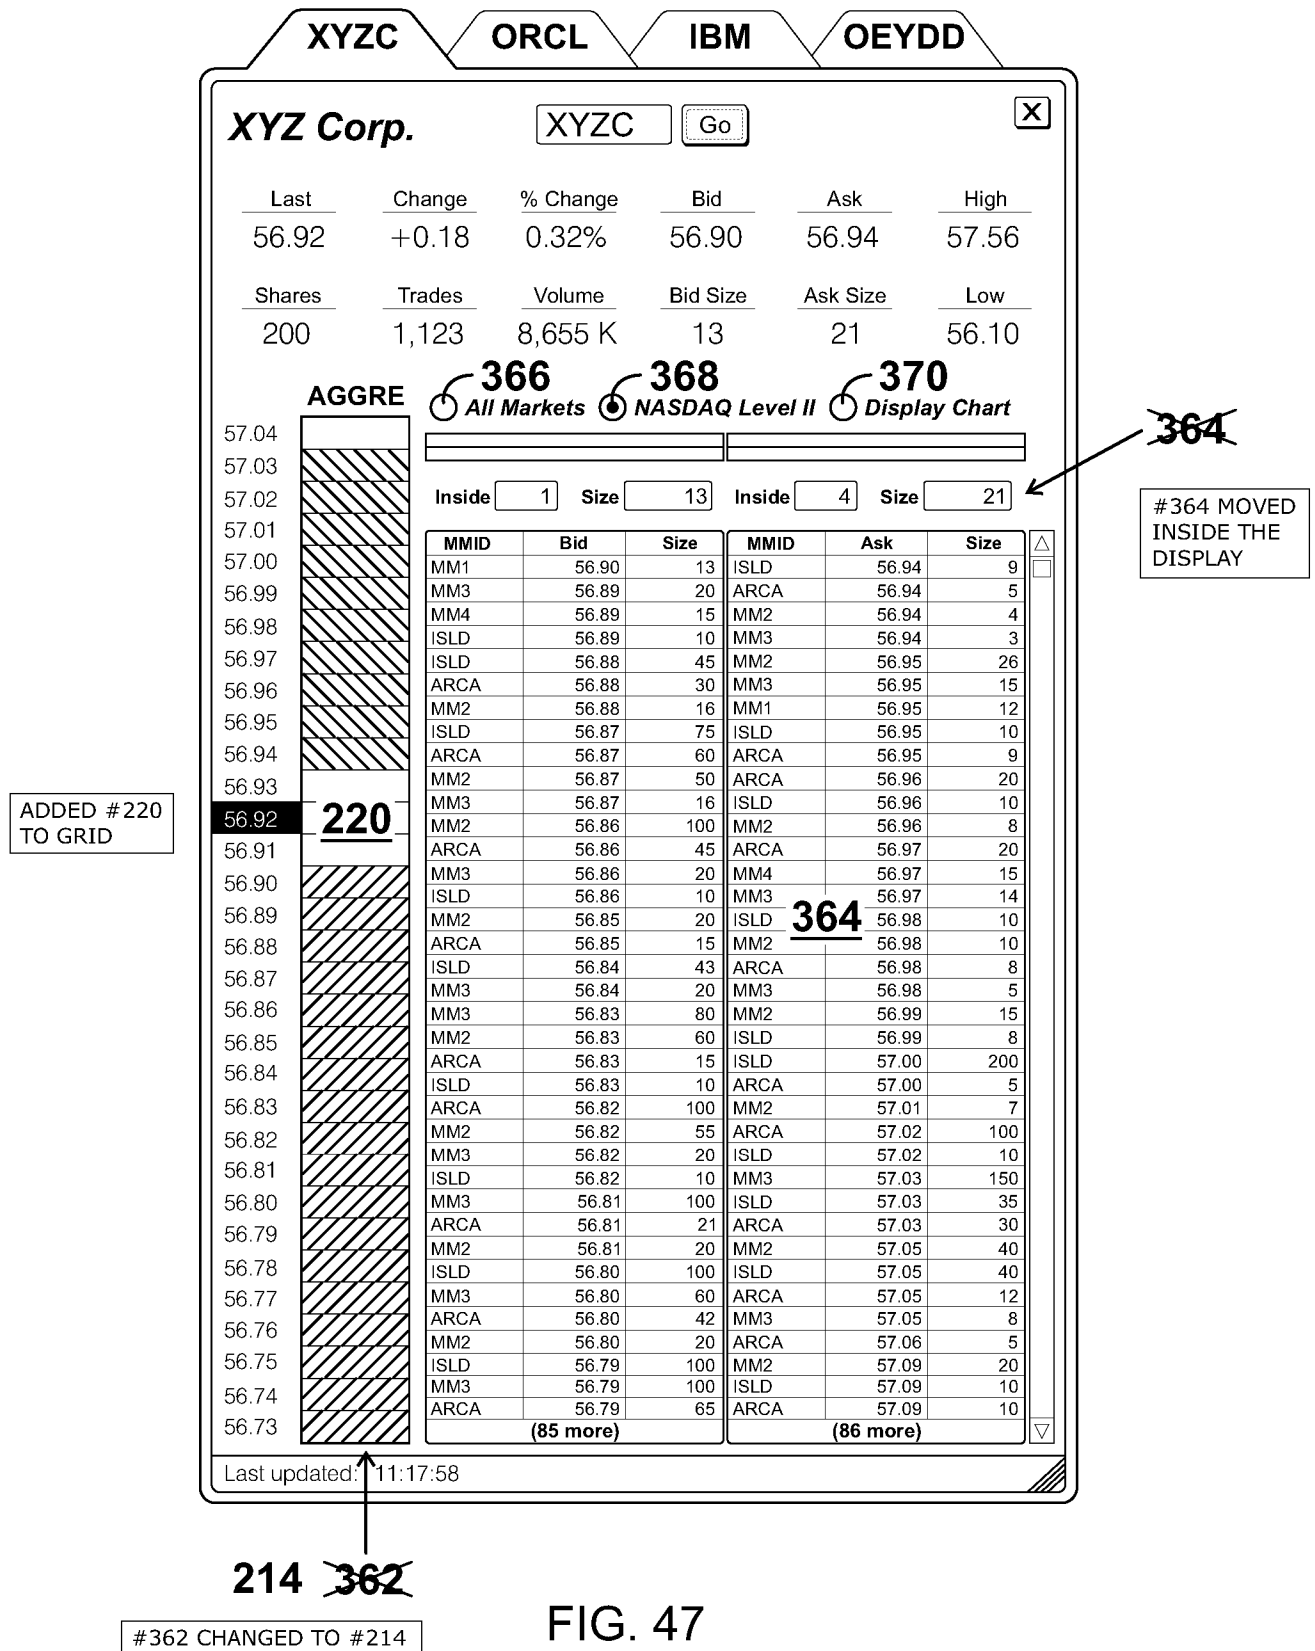 XYZC ORCL IBM OEYDD
XYZ Corp. XYZC Go X
Last Change % Change Bid Ask High
56.92 +0.18 0.32% 56.90 56.94 57.56
Shares Trades Volume Bid Size Ask Size Low
200 1,123 8,655 K 13 21 56.10
366 368 370
AGGRE All Markets NASDAQ Level II Display Chart
364
#364 MOVED
INSIDE THE
DISPLAY
57.04
57.03
57.02
57.01
57.00
56.99
56.98
56.97
56.96
56.95
56.94
56.93
56.92
56.91
56.90
56.89
56.88
56.87
56.86
56.85
56.84
56.83
56.82
56.81
56.80
56.79
56.78
56.77
56.76
56.75
56.74
56.73
220
ADDED #220
TO GRID
Inside 1 Size 13 Inside 4 Size 21
MMID Bid Size MMID Ask Size
MM1 56.90 13 ISLD 56.94 9
MM3 56.89 20 ARCA 56.94 5
MM4 56.89 15 MM2 56.94 4
ISLD 56.89 10 MM3 56.94 3
ISLD 56.88 45 MM2 56.95 26
ARCA 56.88 30 MM3 56.95 15
MM2 56.88 16 MM1 56.95 12
ISLD 56.87 75 ISLD 56.95 10
ARCA 56.87 60 ARCA 56.95 9
MM2 56.87 50 ARCA 56.96 20
MM3 56.87 16 ISLD 56.96 10
MM2 56.86 100 MM2 56.96 8
ARCA 56.86 45 ARCA 56.97 20
MM3 56.86 20 MM4 56.97 15
ISLD 56.86 10 MM3 56.97 14
MM2 56.85 20 ISLD 56.98 10
ARCA 56.85 15 MM2 56.98 10
ISLD 56.84 43 ARCA 56.98 8
MM3 56.84 20 MM3 56.98 5
MM3 56.83 80 MM2 56.99 15
MM2 56.83 60 ISLD 56.99 8
ARCA 56.83 15 ISLD 57.00 200
ISLD 56.83 10 ARCA 57.00 5
ARCA 56.82 100 MM2 57.01 7
MM2 56.82 55 ARCA 57.02 100
MM3 56.82 20 ISLD 57.02 10
ISLD 56.82 10 MM3 57.03 150
MM3 56.81 100 ISLD 57.03 35
ARCA 56.81 21 ARCA 57.03 30
MM2 56.81 20 MM2 57.05 40
ISLD 56.80 100 ISLD 57.05 40
MM3 56.80 60 ARCA 57.05 12
ARCA 56.80 42 MM3 57.05 8
MM2 56.80 20 ARCA 57.06 5
ISLD 56.79 100 MM2 57.09 20
MM3 56.79 100 ISLD 57.09 10
ARCA 56.79 65 ARCA 57.09 10
(85 more) (86 more)
364
Last updated: 11:17:58
214 362
#362 CHANGED TO #214
FIG. 47